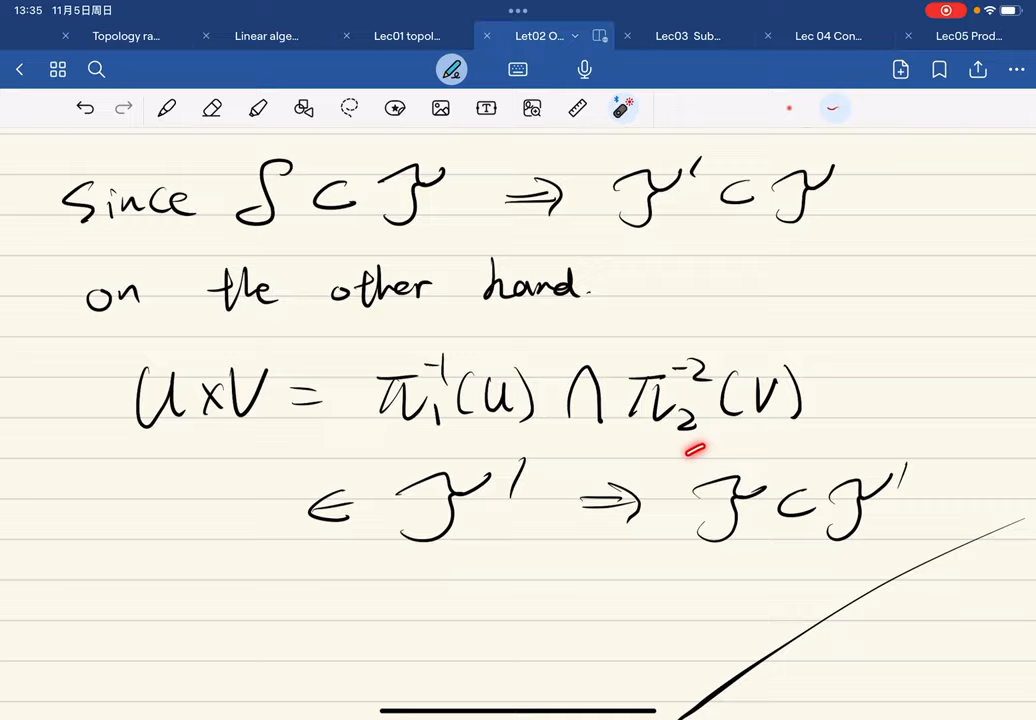 13:35 11月5日周日
Topology ra... Linear alge... Lec01 topol... Let02 O... Lec03 Sub... Lec 04 Con... Lec05 Prod...
since S ⊂ 𝒯 ⇒ 𝒯' ⊂ 𝒯
on the other hand.
U×V = π₁⁻¹(U) ∩ π₂⁻²(V)
∈ 𝒯' ⇒ 𝒯 ⊂ 𝒯'